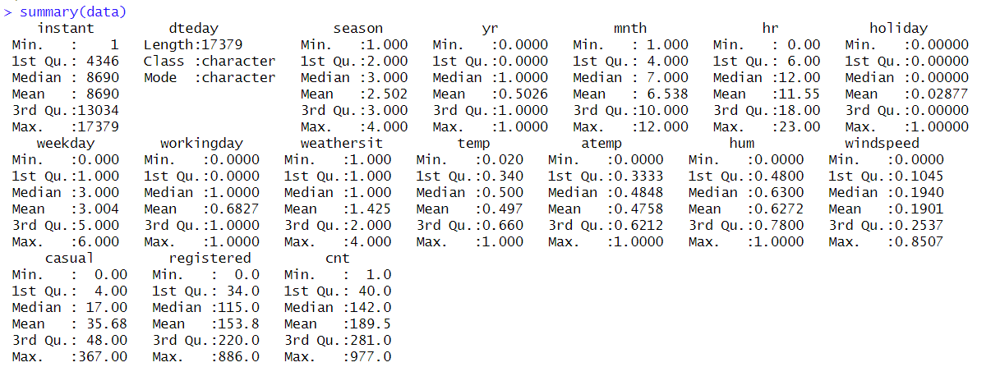 > summary(data)
instant dteday season yr mnth hr holiday
Min. : 1 Length:17379 Min. :1.000 Min. :0.0000 Min. : 1.000 Min. : 0.00 Min. :0.00000
1st Qu.: 4346 Class :character 1st Qu.:2.000 1st Qu.:0.0000 1st Qu.: 4.000 1st Qu.: 6.00 1st Qu.:0.00000
Median : 8690 Mode :character Median :3.000 Median :1.0000 Median : 7.000 Median :12.00 Median :0.00000
Mean : 8690 Mean :2.502 Mean :0.5026 Mean : 6.538 Mean :11.55 Mean :0.02877
3rd Qu.:13034 3rd Qu.:3.000 3rd Qu.:1.0000 3rd Qu.:10.000 3rd Qu.:18.00 3rd Qu.:0.00000
Max. :17379 Max. :4.000 Max. :1.0000 Max. :12.000 Max. :23.00 Max. :1.00000
weekday workingday weathersit temp atemp hum windspeed
Min. :0.000 Min. :0.0000 Min. :1.000 Min. :0.020 Min. :0.0000 Min. :0.0000 Min. :0.0000
1st Qu.:1.000 1st Qu.:0.0000 1st Qu.:1.000 1st Qu.:0.340 1st Qu.:0.3333 1st Qu.:0.4800 1st Qu.:0.1045
Median :3.000 Median :1.0000 Median :1.000 Median :0.500 Median :0.4848 Median :0.6300 Median :0.1940
Mean :3.004 Mean :0.6827 Mean :1.425 Mean :0.497 Mean :0.4758 Mean :0.6272 Mean :0.1901
3rd Qu.:5.000 3rd Qu.:1.0000 3rd Qu.:2.000 3rd Qu.:0.660 3rd Qu.:0.6212 3rd Qu.:0.7800 3rd Qu.:0.2537
Max. :6.000 Max. :1.0000 Max. :4.000 Max. :1.000 Max. :1.0000 Max. :1.0000 Max. :0.8507
casual registered cnt
Min. : 0.00 Min. : 0.0 Min. : 1.0
1st Qu.: 4.00 1st Qu.: 34.0 1st Qu.: 40.0
Median : 17.00 Median :115.0 Median :142.0
Mean : 35.68 Mean :153.8 Mean :189.5
3rd Qu.: 48.00 3rd Qu.:220.0 3rd Qu.:281.0
Max. :367.00 Max. :886.0 Max. :977.0